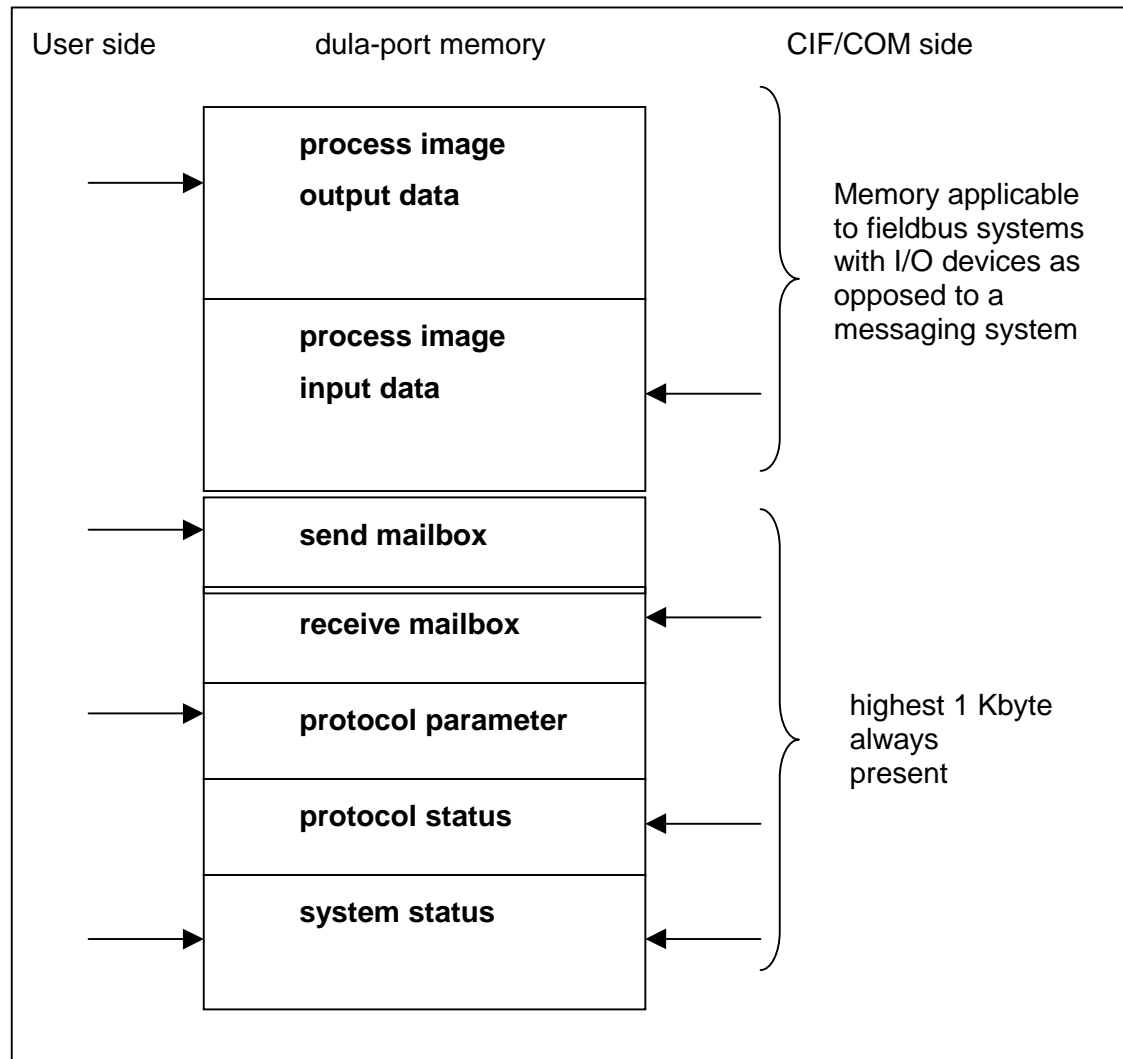 User side
dula-port memory
CIF/COM side
process image
output data
Memory applicable
to fieldbus systems
with I/O devices as
opposed to a
messaging system
process image
input data
send mailbox
receive mailbox
protocol parameter
highest 1 Kbyte
always
present
protocol status
system status